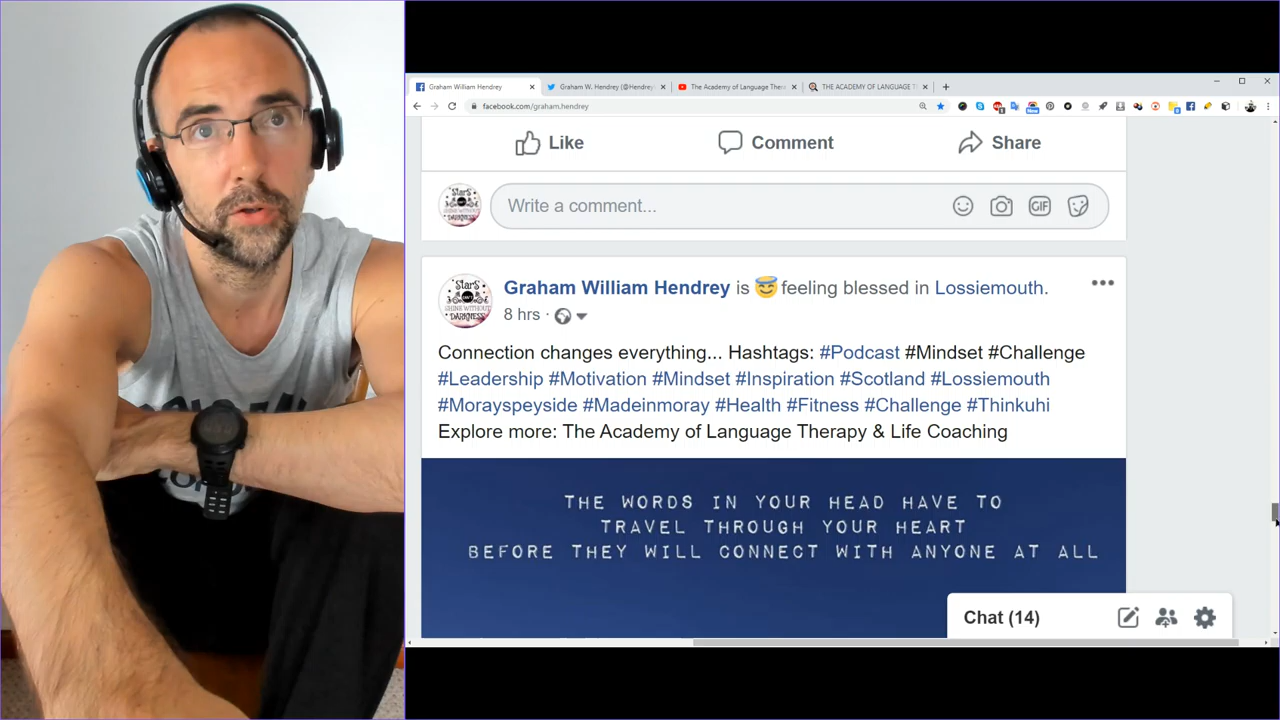 Graham William Hendrey
Graham W. Hendrey (@Hendrey
The Academy of Language Thera
THE ACADEMY OF LANGUAGE T
facebook.com/graham.hendrey
Like
Comment
Share
Write a comment...
GIF
Graham William Hendrey is feeling blessed in Lossiemouth.
8 hrs ·
Connection changes everything... Hashtags: #Podcast #Mindset #Challenge
#Leadership #Motivation #Mindset #Inspiration #Scotland #Lossiemouth
#Morayspeyside #Madeinmoray #Health #Fitness #Challenge #Thinkuhi
Explore more: The Academy of Language Therapy & Life Coaching
THE WORDS IN YOUR HEAD HAVE TO
TRAVEL THROUGH YOUR HEART
BEFORE THEY WILL CONNECT WITH ANYONE AT ALL
Chat (14)